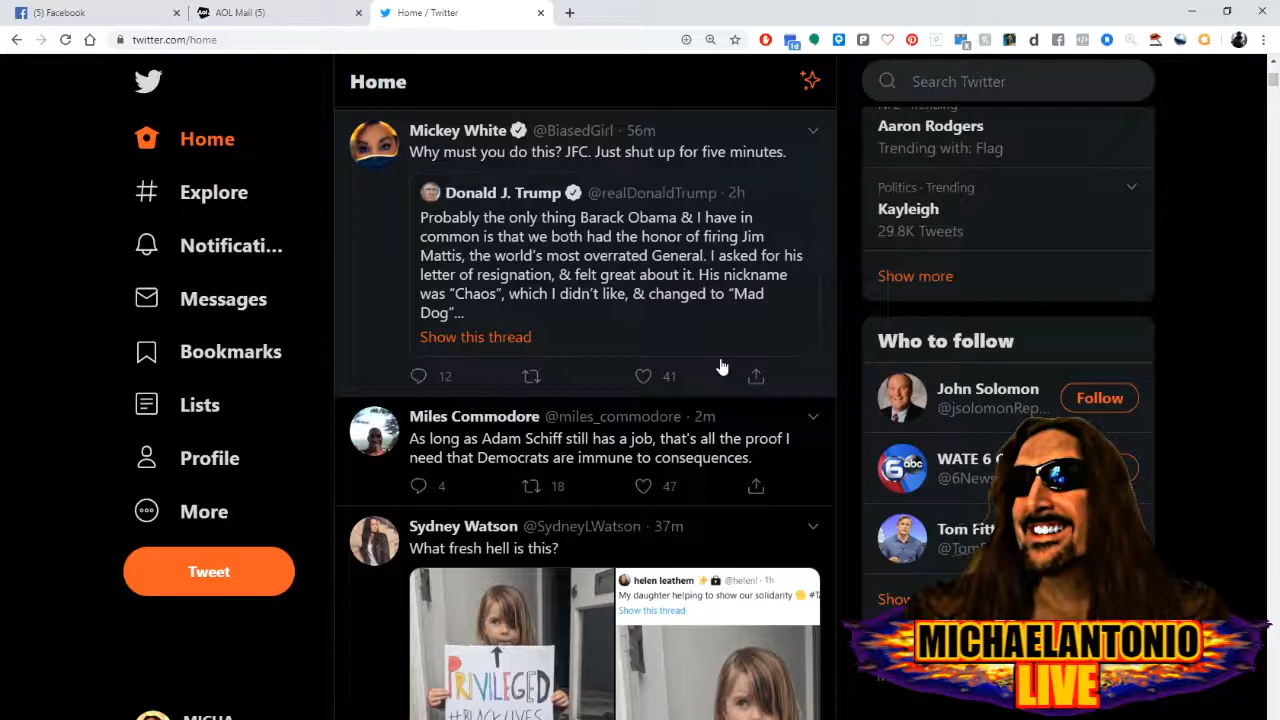 (5) Facebook
AOL Mail (5)
Home / Twitter
twitter.com/home
Home
Explore
Notificati...
Messages
Bookmarks
Lists
Profile
More
Tweet
Home
Mickey White @BiasedGirl · 56m
Why must you do this? JFC. Just shut up for five minutes.
Donald J. Trump @realDonaldTrump · 2h
Probably the only thing Barack Obama & I have in
common is that we both had the honor of firing Jim
Mattis, the world's most overrated General. I asked for his
letter of resignation, & felt great about it. His nickname
was "Chaos", which I didn't like, & changed to "Mad
Dog"...
Show this thread
12
41
Miles Commodore @miles_commodore · 2m
As long as Adam Schiff still has a job, that's all the proof I
need that Democrats are immune to consequences.
4
18
47
Sydney Watson @SydneyLWatson · 37m
What fresh hell is this?
PRIVILEGED
#BLACKLIVES
helen leathem @helenl · 1h
My daughter helping to show our solidarity
Show this thread
Search Twitter
Aaron Rodgers
Trending with: Flag
Politics · Trending
Kayleigh
29.8K Tweets
Show more
Who to follow
John Solomon
@jsolomonRep...
Follow
6 abc
WATE 6
@6News
Tom Fitt
MICHAELANTONIO
LIVE